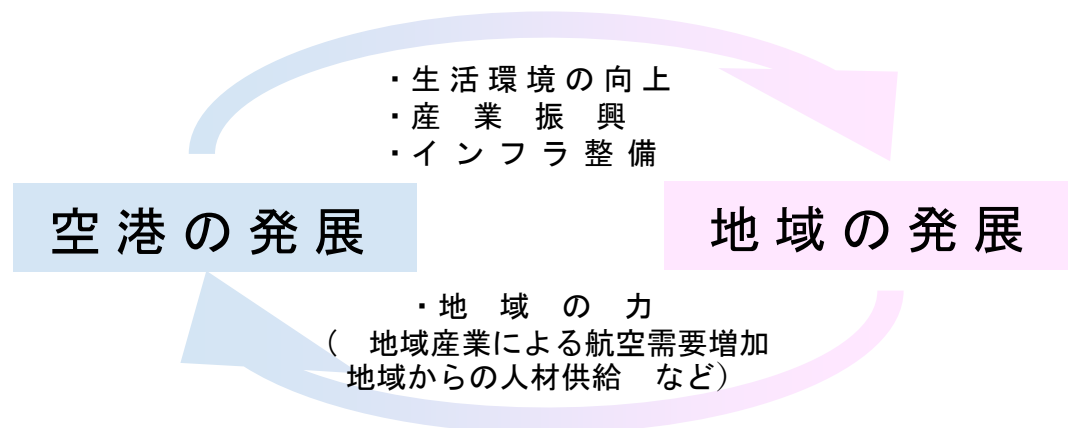 ・生活環境の向上
・産　業　振　興
・インフラ整備
空港の発展
地域の発展
・地　域　の　力
（　地域産業による航空需要増加
地域からの人材供給　など）